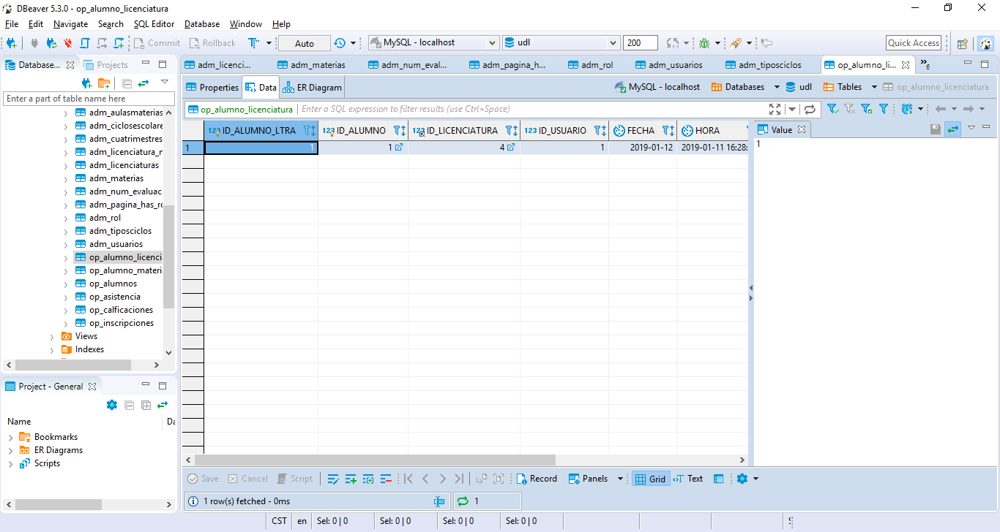 DBeaver 5.3.0 - op_alumno_licenciatura
File Edit Navigate Search SQL Editor Database Window Help
Commit Rollback Auto MySQL - localhost udl 200 Quick Access
Database... Projects
adm_licenci... adm_materias adm_num_eval... adm_pagina_h... adm_rol adm_usuarios adm_tiposciclos op_alumno_li... »6
Properties Data ER Diagram MySQL - localhost Databases udl Tables op_alumno_licenciatura
Enter a part of table name here
op_alumno_licenciatura Enter a SQL expression to filter results (use Ctrl+Space)
adm_aulasmaterias
adm_ciclosescolare
adm_cuatrimestres
adm_licenciatura_r
adm_licenciaturas
adm_materias
adm_num_evaluac
adm_pagina_has_ro
adm_rol
adm_tiposciclos
adm_usuarios
op_alumno_licenci
op_alumno_materi
op_alumnos
op_asistencia
op_calficaciones
op_inscripciones
Views
Indexes
123 ID_ALUMNO_LTRA 123 ID_ALUMNO 123 ID_LICENCIATURA 123 ID_USUARIO FECHA HORA
1 1 1 4 1 2019-01-12 2019-01-11 16:28:
Value
1
Project - General
Name Da
Bookmarks
ER Diagrams
Scripts
Save Cancel Script Record Panels Grid Text
1 row(s) fetched - 0ms 1
CST en Sel: 0 | 0 Sel: 0 | 0 Sel: 0 | 0 Sel: 0 | 0